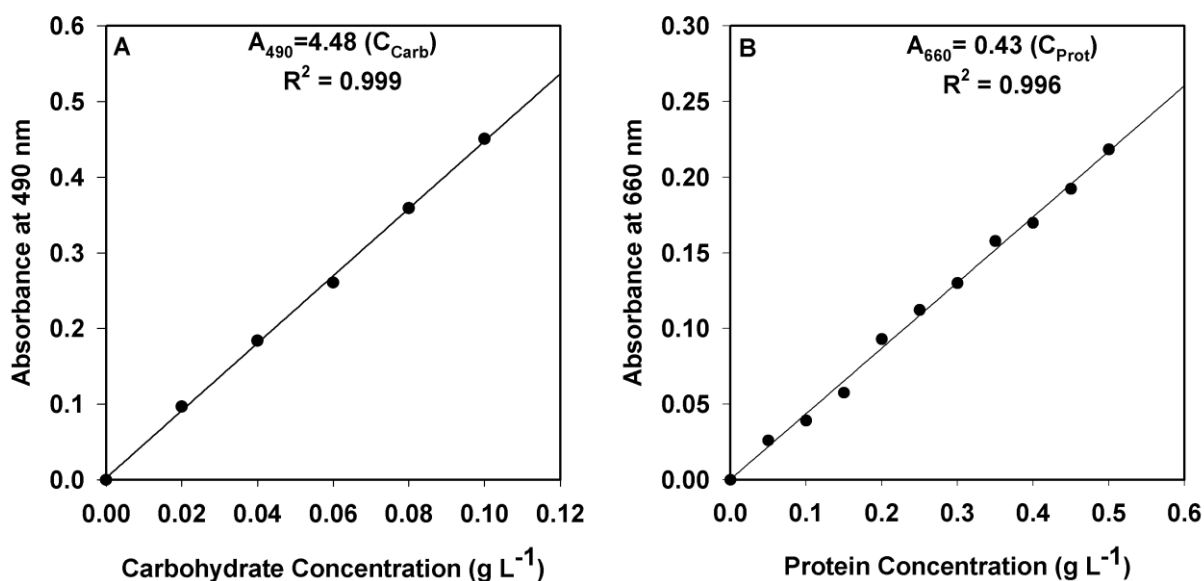 A
A₄₉₀=4.48 (C_Carb)
R² = 0.999
Absorbance at 490 nm
0.6
0.5
0.4
0.3
0.2
0.1
0.0
0.00 0.02 0.04 0.06 0.08 0.10 0.12
Carbohydrate Concentration (g L⁻¹)
B
A₆₆₀= 0.43 (C_Prot)
R² = 0.996
Absorbance at 660 nm
0.30
0.25
0.20
0.15
0.10
0.05
0.00
0.0 0.1 0.2 0.3 0.4 0.5 0.6
Protein Concentration (g L⁻¹)